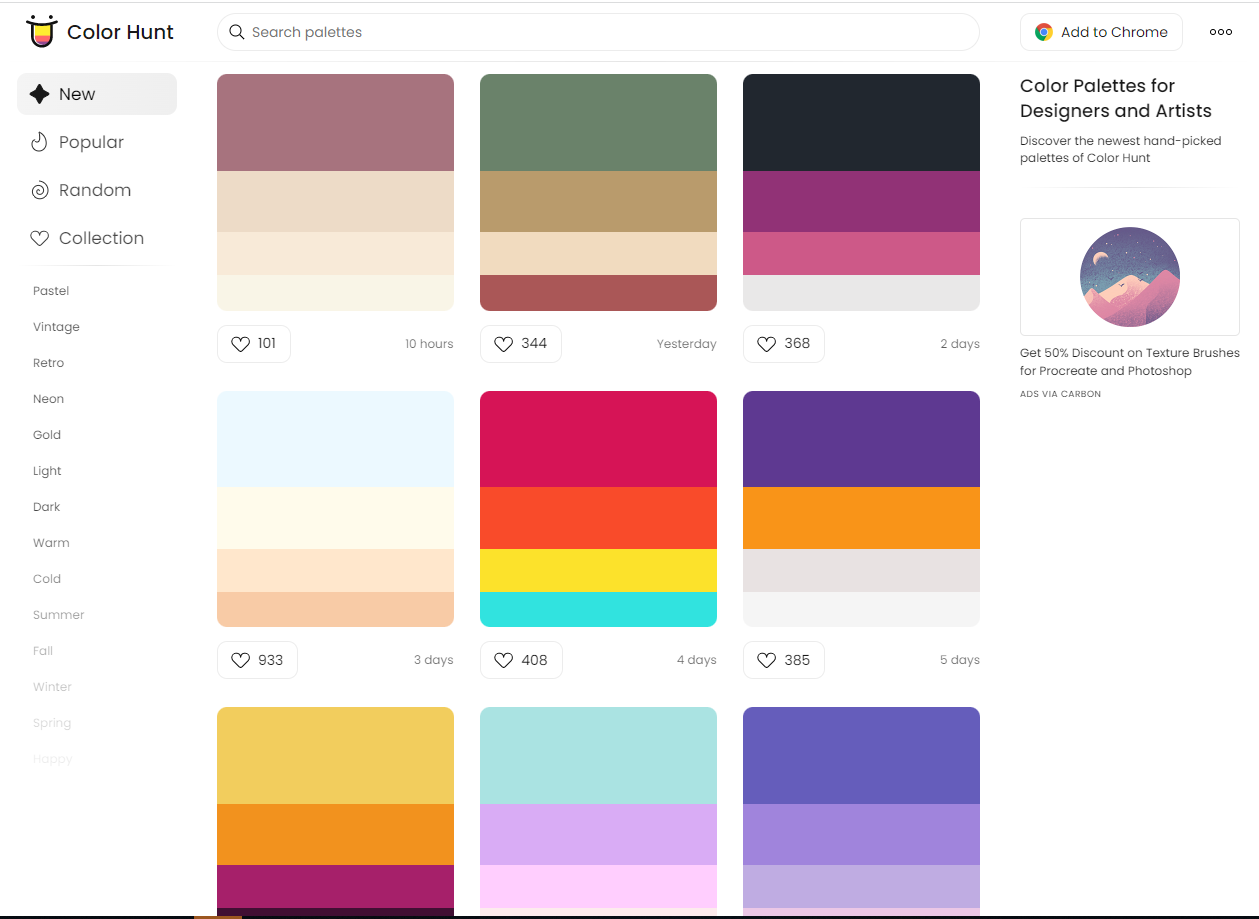 Color Hunt
Search palettes
Add to Chrome
New
Popular
Random
Collection
Pastel
Vintage
Retro
Neon
Gold
Light
Dark
Warm
Cold
Summer
Fall
Winter
Spring
Happy
101
10 hours
344
Yesterday
368
2 days
933
3 days
408
4 days
385
5 days
Color Palettes for
Designers and Artists
Discover the newest hand-picked
palettes of Color Hunt
Get 50% Discount on Texture Brushes
for Procreate and Photoshop
ADS VIA CARBON